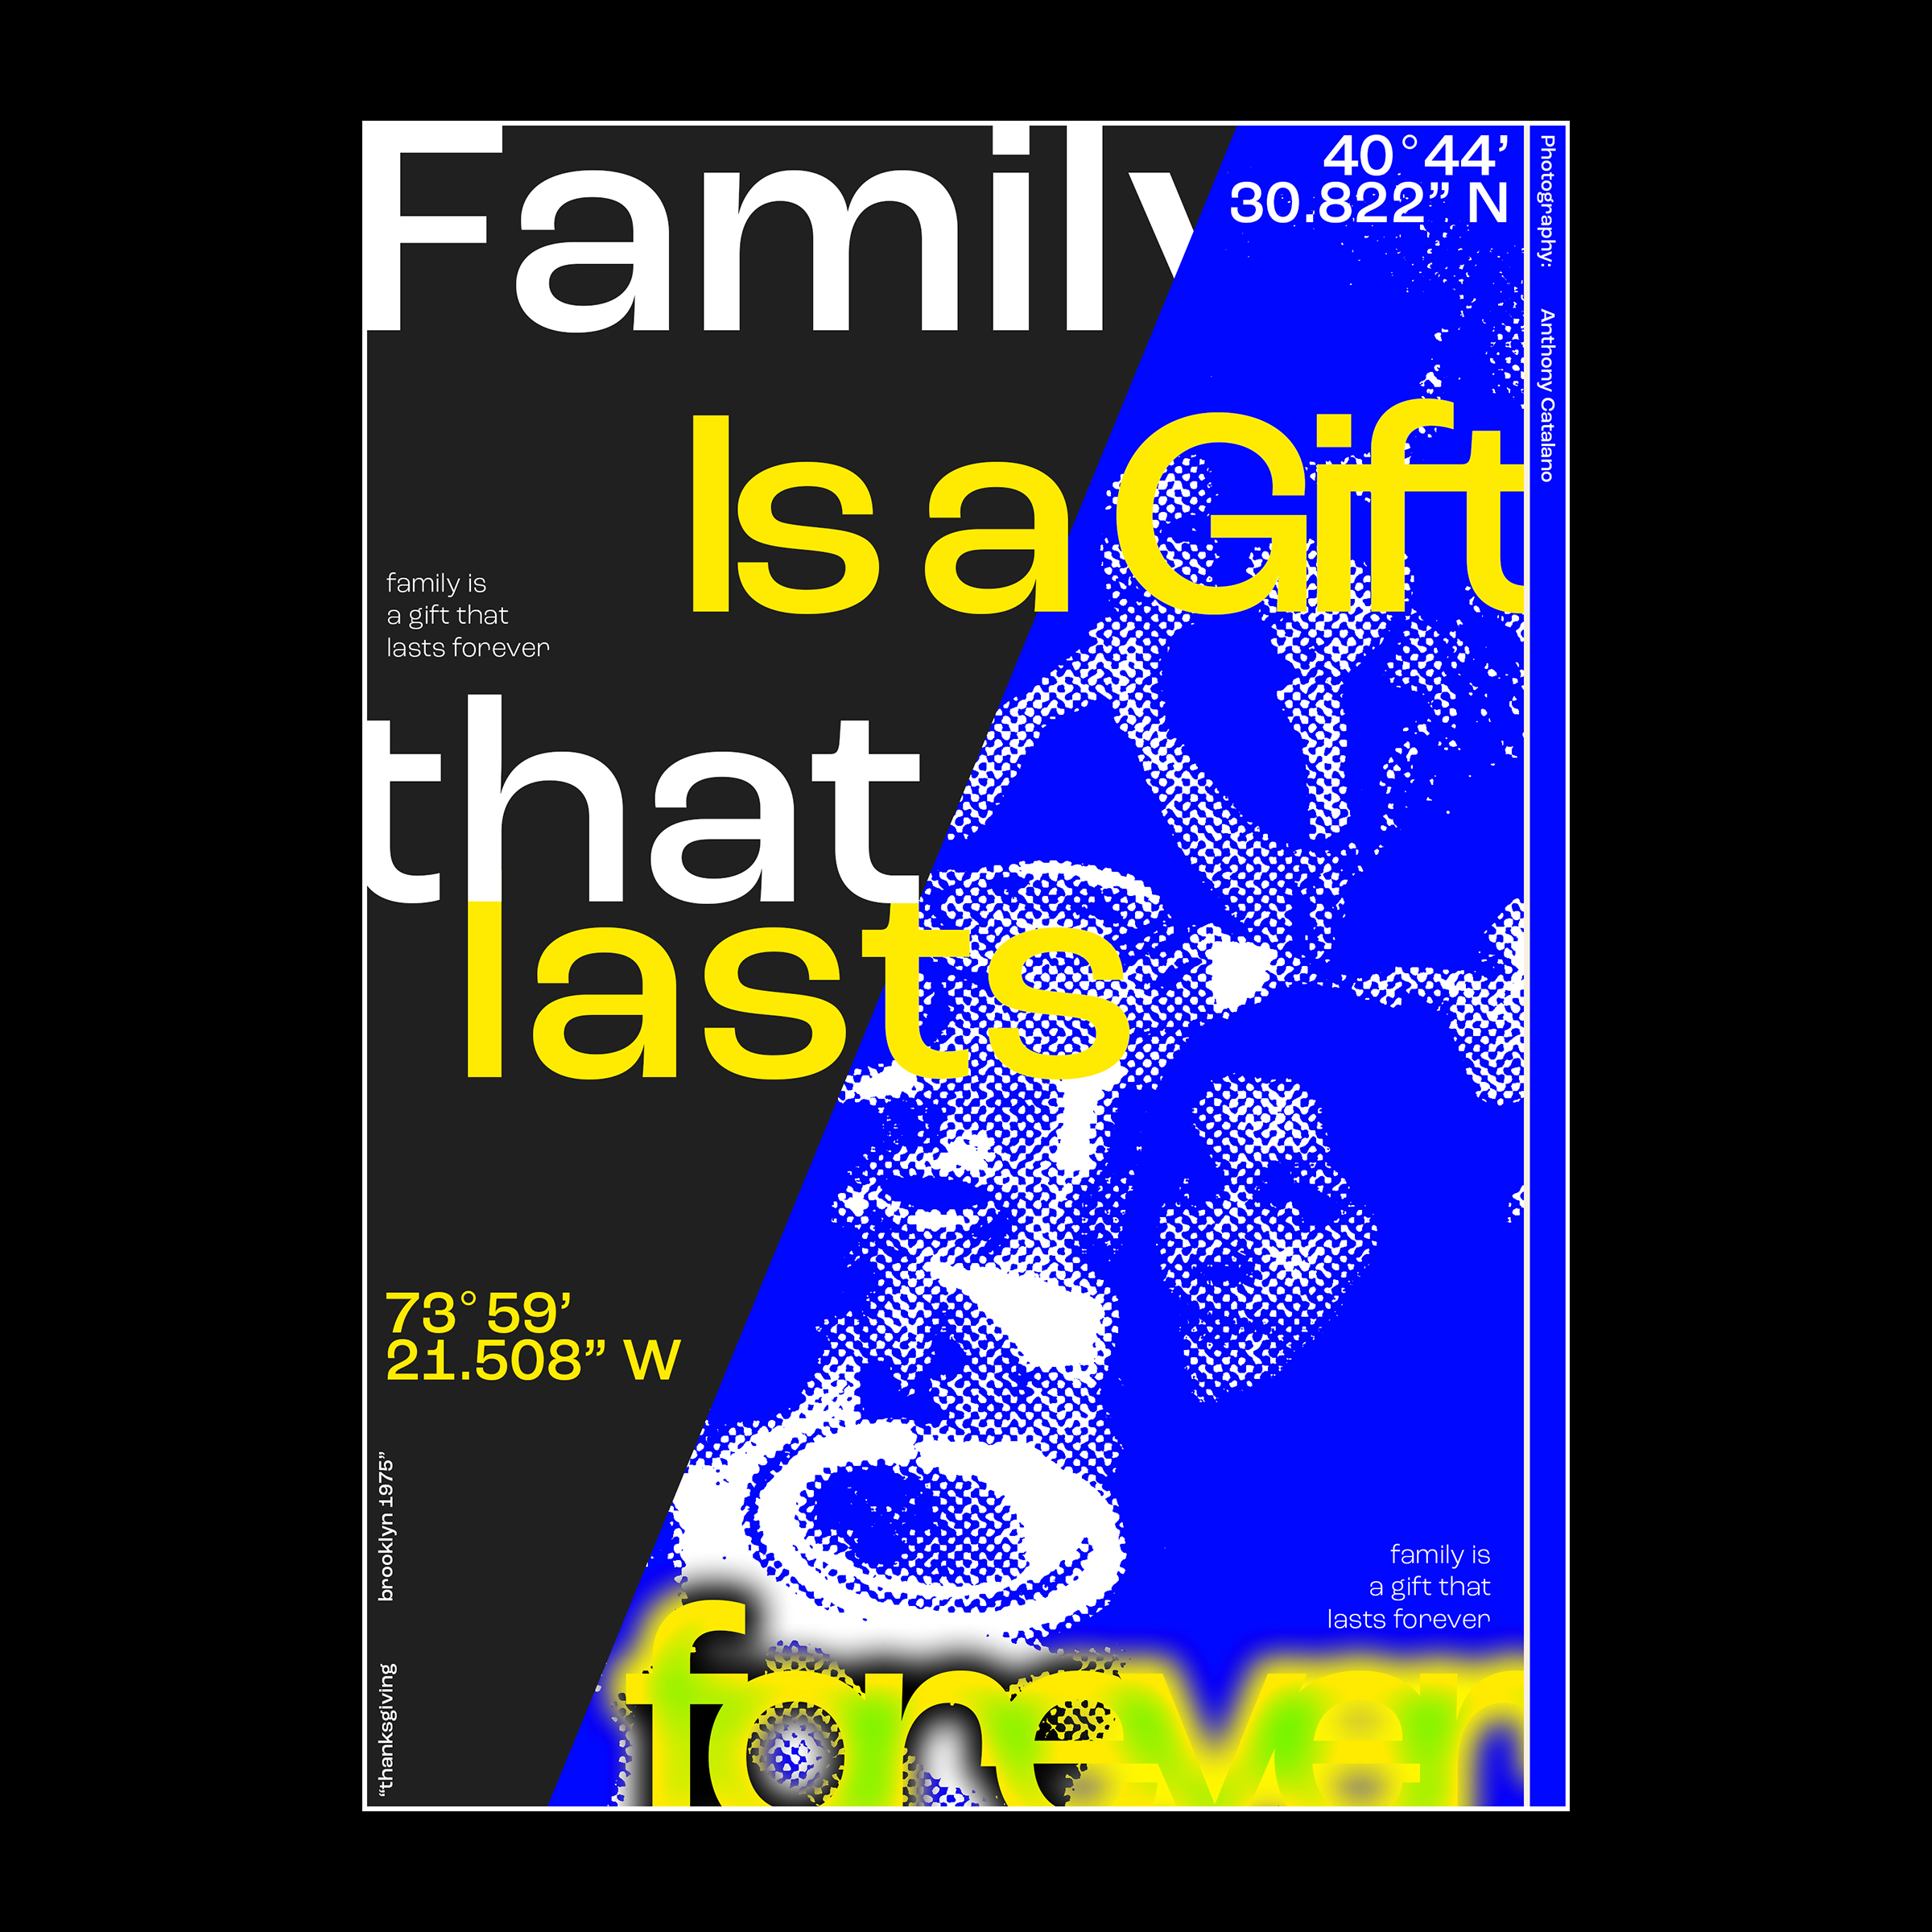 Family
40°44’
30.822” N
Photography: Anthony Catalano
Is a Gift
family is
a gift that
lasts forever
that
lasts
73°59’
21.508” W
“thanksgiving brooklyn 1975”
family is
a gift that
lasts forever
forever